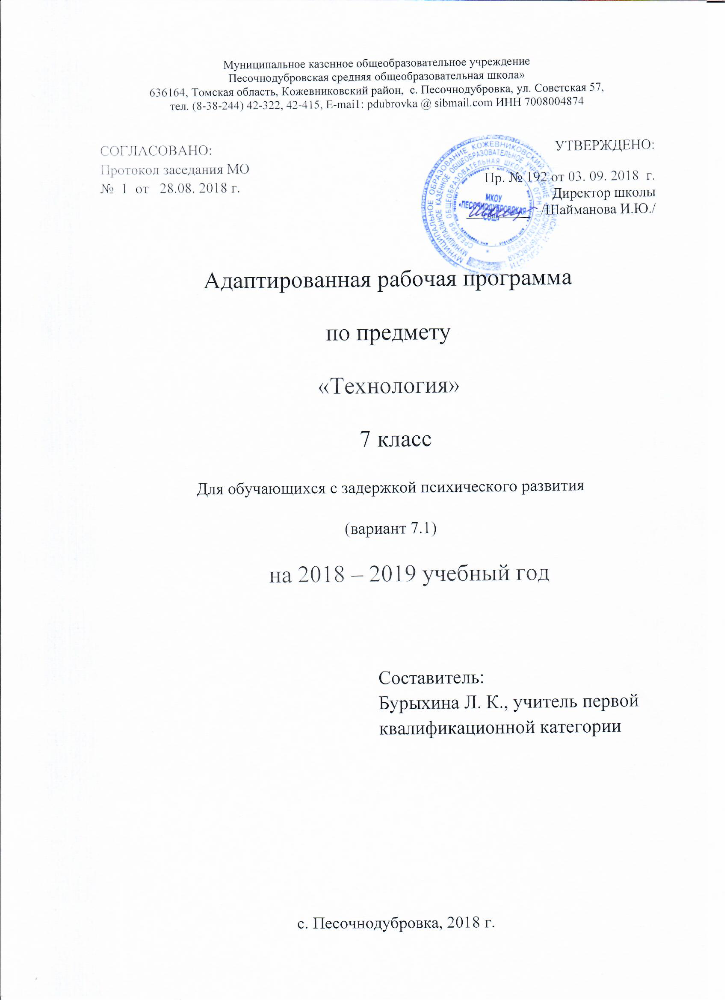 Муниципальное казенное общеобразовательное учреждение
Песочнодубровская средняя общеобразовательная школа»
636164, Томская область, Кожевниковский район, с. Песочнодубровка, ул. Советская 57,
тел. (8-38-244) 42-322, 42-415, E-mai1: pdubrovka @ sibmail.com ИНН 7008004874
СОГЛАСОВАНО:
Протокол заседания МО
№ 1 от 28.08. 2018 г.
УТВЕРЖДЕНО:
Пр. № 192 от 03. 09. 2018 г.
Директор школы
/Шайманова И.Ю./
МУНИЦИПАЛЬНОЕ ОБРАЗОВАНИЕ КОЖЕВНИКОВСКИЙ
МУНИЦИПАЛЬНОЕ КАЗЕННОЕ ОБЩЕОБРАЗОВАТЕЛЬНОЕ УЧРЕЖДЕНИЕ
СРЕДНЯЯ ОБЩЕОБРАЗОВАТЕЛЬНАЯ ШКОЛА
МКОУ
«ПЕСОЧНОДУБРОВСКАЯ
СОШ»
Адаптированная рабочая программа
по предмету
«Технология»
7 класс
Для обучающихся с задержкой психического развития
(вариант 7.1)
на 2018 – 2019 учебный год
Составитель:
Бурыхина Л. К., учитель первой
квалификационной категории
с. Песочнодубровка, 2018 г.